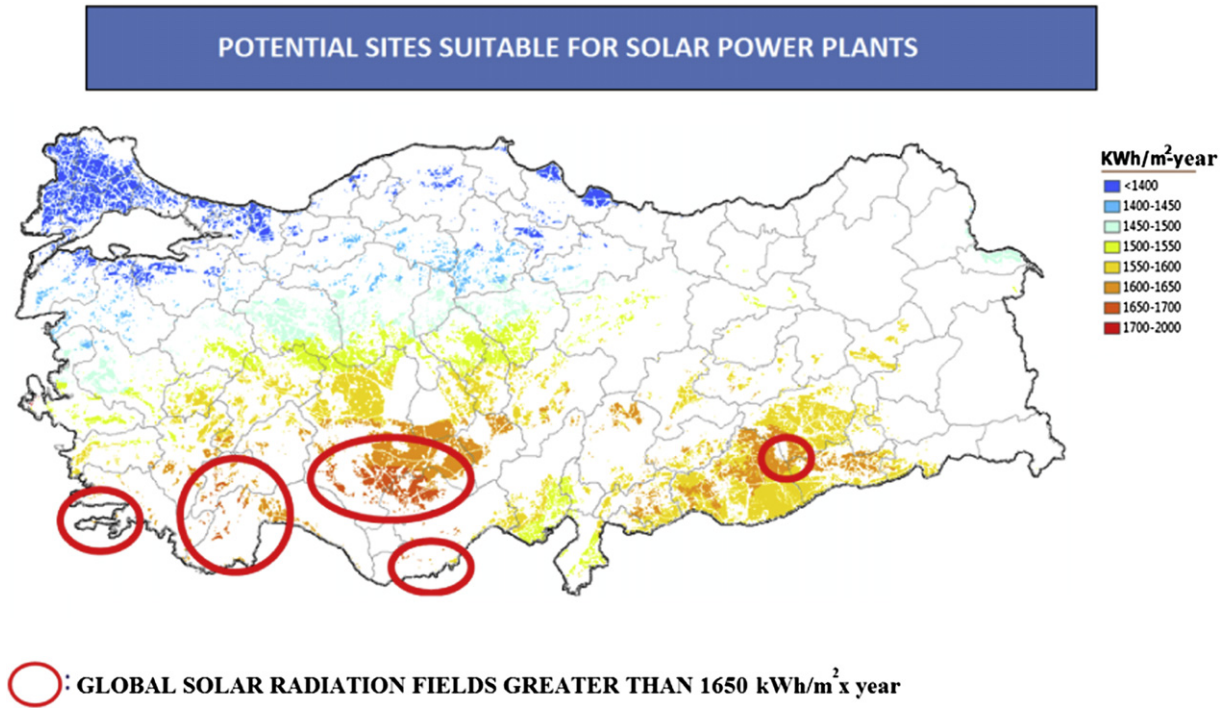 POTENTIAL SITES SUITABLE FOR SOLAR POWER PLANTS
KWh/m²-year
<1400
1400-1450
1450-1500
1500-1550
1550-1600
1600-1650
1650-1700
1700-2000
: GLOBAL SOLAR RADIATION FIELDS GREATER THAN 1650 kWh/m²x year